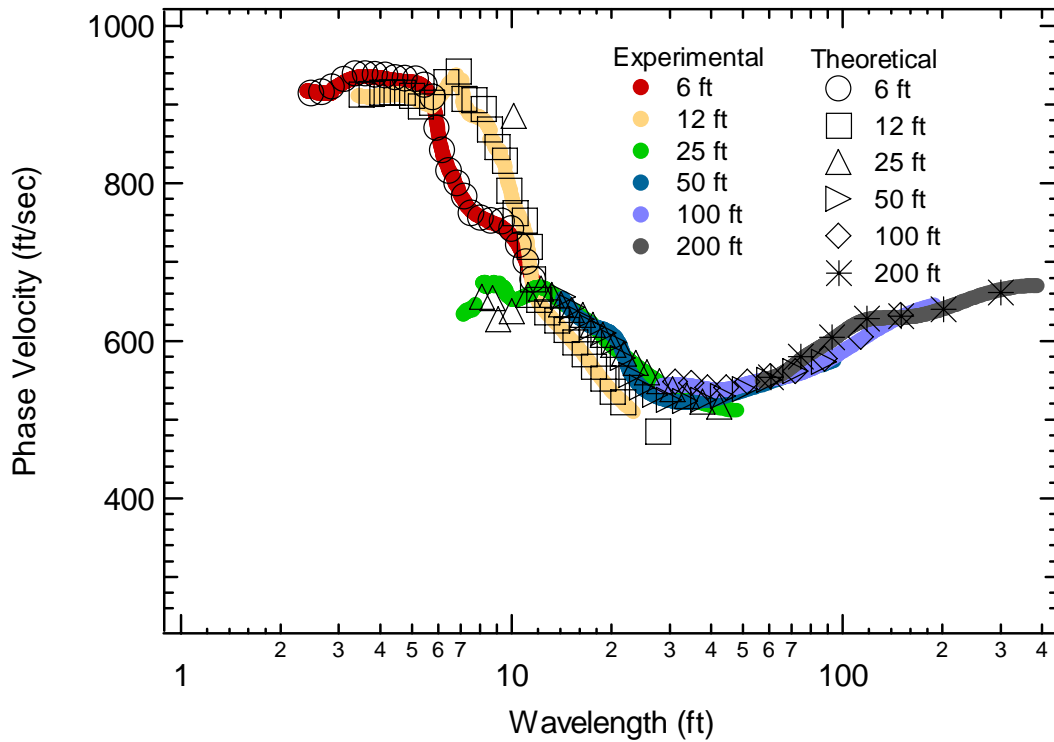 1000
800
600
400
Phase Velocity (ft/sec)
Experimental
6 ft
12 ft
25 ft
50 ft
100 ft
200 ft
Theoretical
6 ft
12 ft
25 ft
50 ft
100 ft
200 ft
2 3 4 5 6 7 2 3 4 5 6 7 2 3 4
1 10 100
Wavelength (ft)